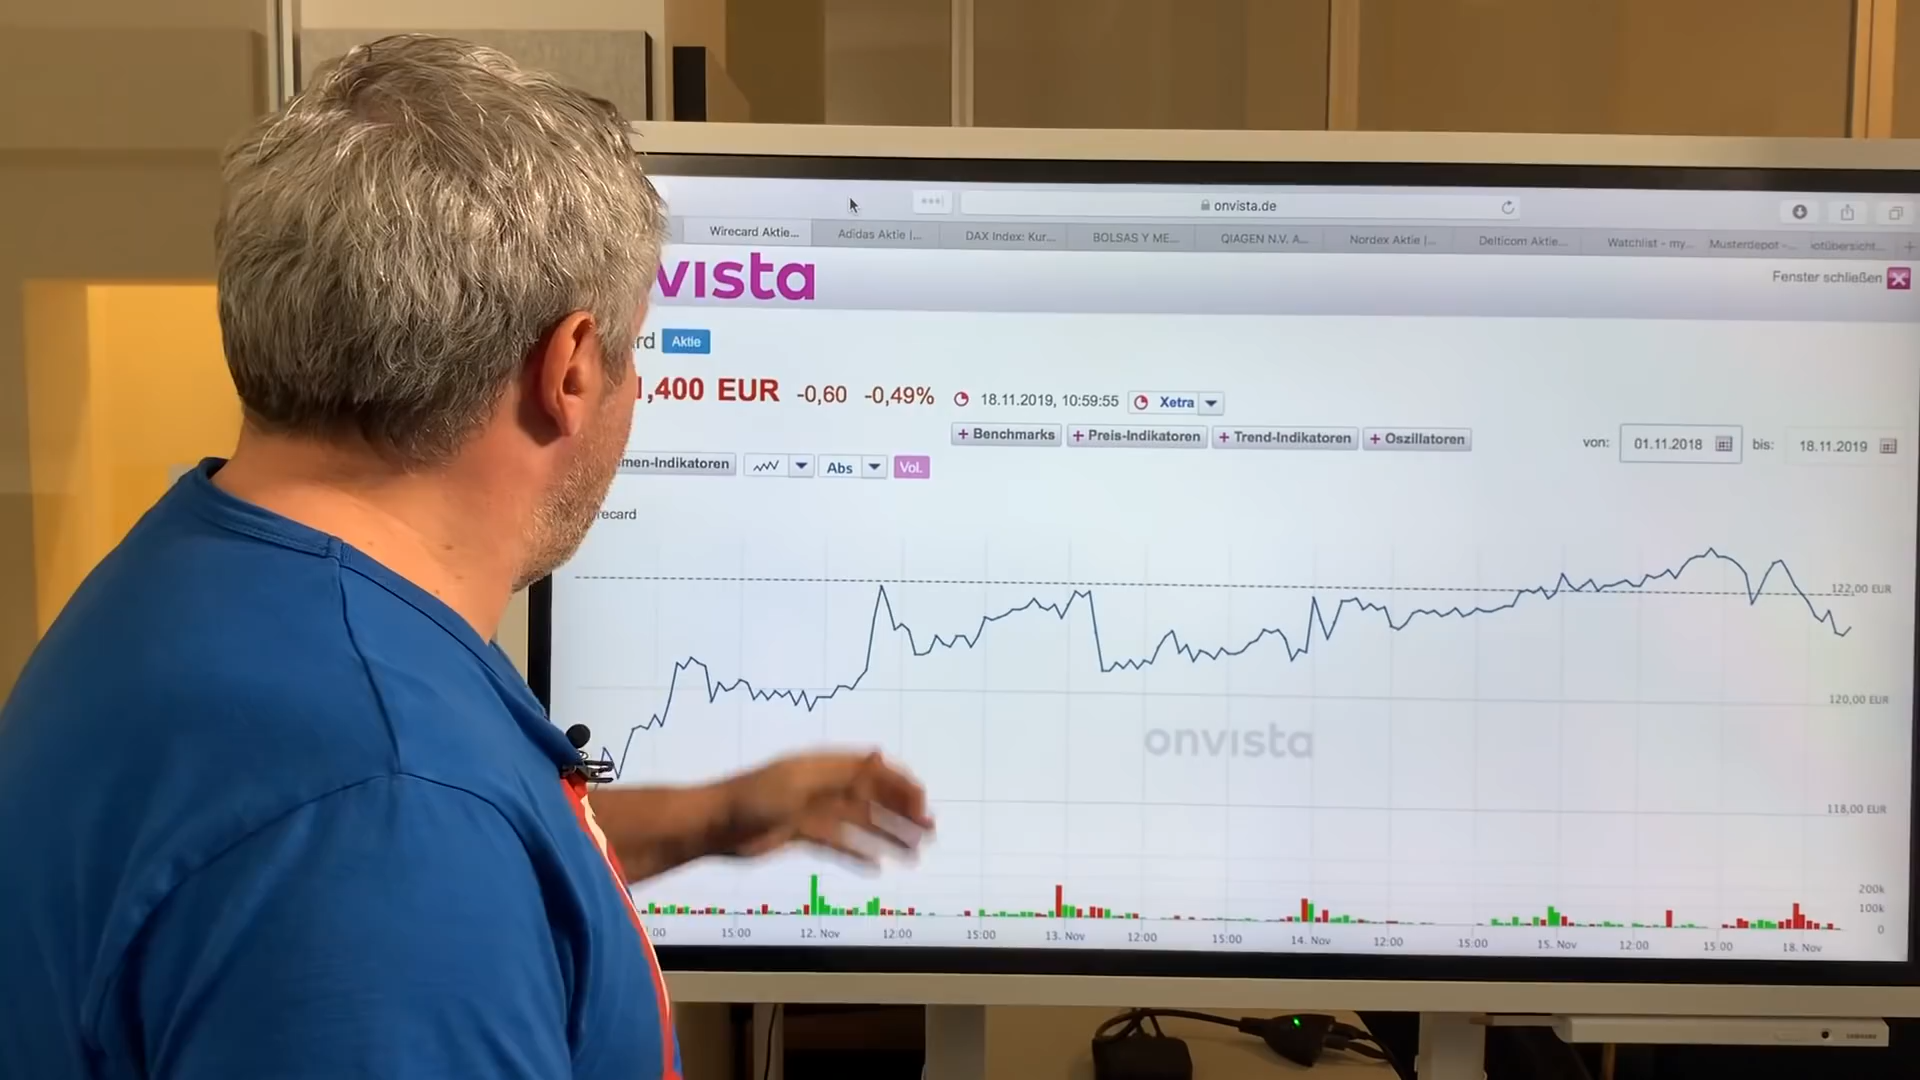 onvista.de
Wirecard Aktie... Adidas Aktie |... DAX Index: Kur... BOLSAS Y ME... QIAGEN N.V. A... Nordex Aktie |... Delticom Aktie... Watchlist - my... Musterdepot -... otübersicht...
vista
Fenster schließen
rd Aktie
1,400 EUR -0,60 -0,49% 18.11.2019, 10:59:55 Xetra
+ Benchmarks + Preis-Indikatoren + Trend-Indikatoren + Oszillatoren von: 01.11.2018 bis: 18.11.2019
men-Indikatoren Abs Vol.
recard
122,00 EUR
120,00 EUR
onvista
118,00 EUR
200k
100k
0
:00 15:00 12. Nov 12:00 15:00 13. Nov 12:00 15:00 14. Nov 12:00 15:00 15. Nov 12:00 15:00 18. Nov
SAMSUNG